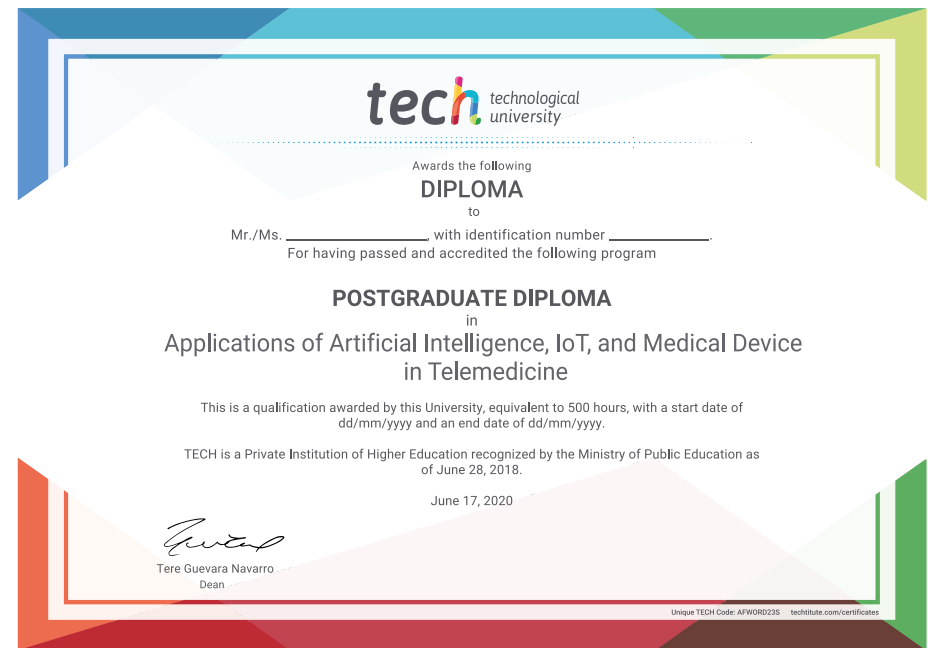 tech technological
university
Awards the following
DIPLOMA
to
Mr./Ms. ____________, with identification number ____________.
For having passed and accredited the following program
POSTGRADUATE DIPLOMA
in
Applications of Artificial Intelligence, IoT, and Medical Device
in Telemedicine
This is a qualification awarded by this University, equivalent to 500 hours, with a start date of
dd/mm/yyyy and an end date of dd/mm/yyyy.
TECH is a Private Institution of Higher Education recognized by the Ministry of Public Education as
of June 28, 2018.
June 17, 2020
Tere Guevara Navarro
Dean
Unique TECH Code: AFWORD23S techtitute.com/certificates